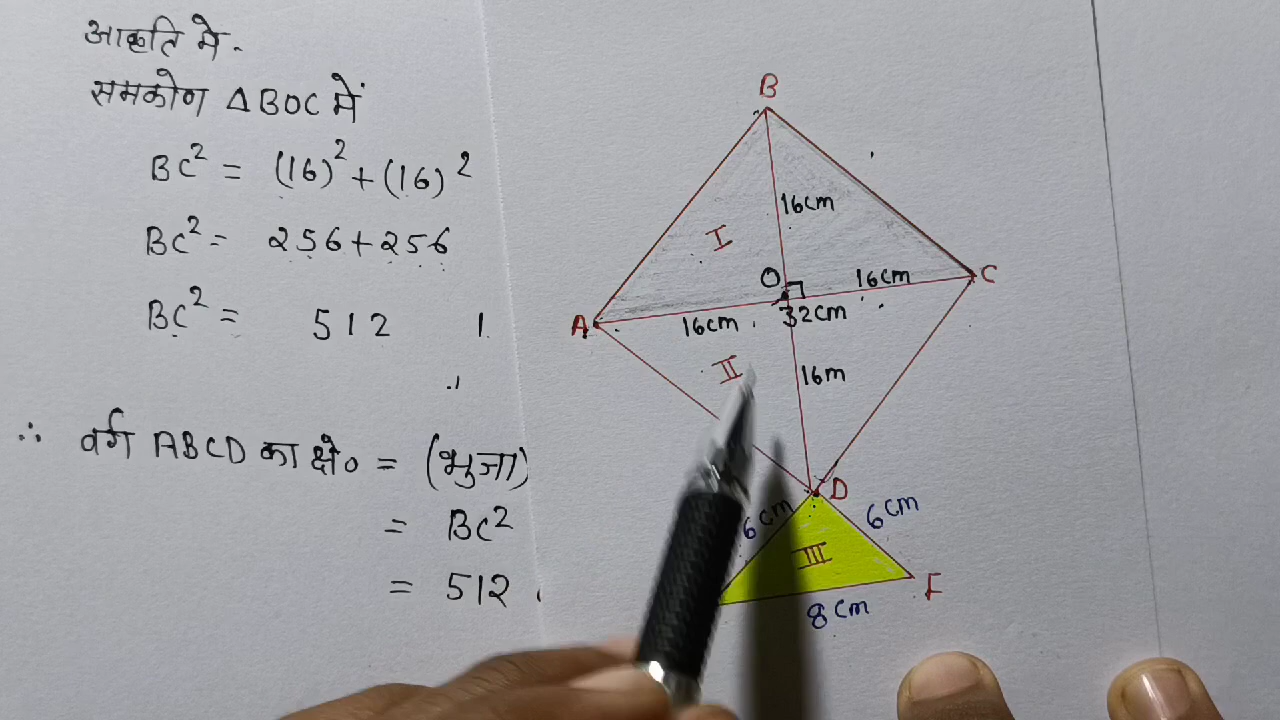 आकृति मे.
समकोण ΔBOC में
BC² = (16)² + (16)²
BC² = 256 + 256
BC² = 512
∴ वर्ग ABCD का क्षे० = (भुजा)
= BC²
= 512
B
16cm
I
O
16cm
C
A
16cm
32cm
II
16m
D
6cm
6cm
III
F
8cm